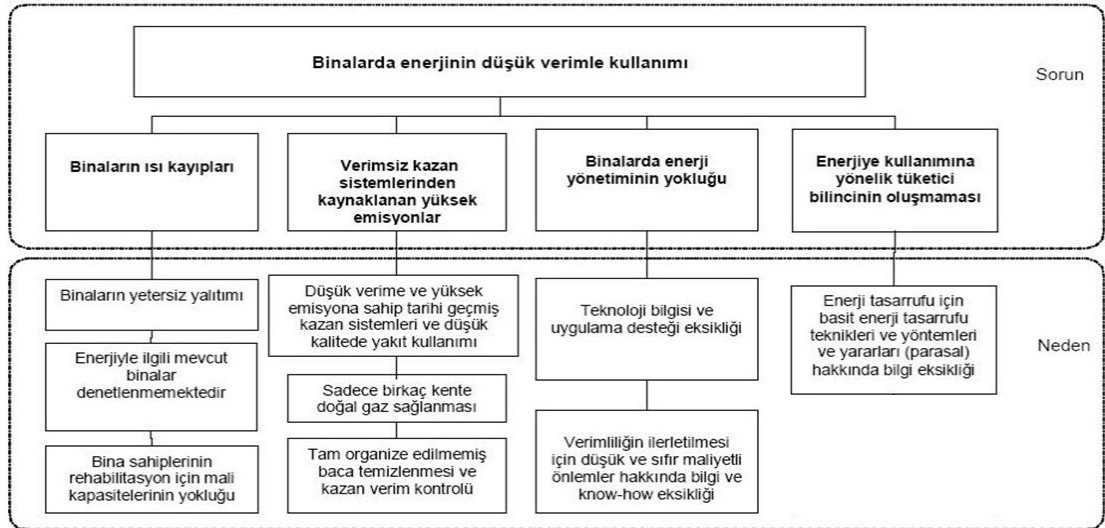 Binalarda enerjinin düşük verimle kullanımı
Sorun
Binaların ısı kayıpları
Verimsiz kazan
sistemlerinden
kaynaklanan yüksek
emisyonlar
Binalarda enerji
yönetiminin yokluğu
Enerjiye kullanımına
yönelik tüketici
bilincinin oluşmaması
Binaların yetersiz yalıtımı
Enerjiyle ilgili mevcut
binalar
denetlenmemektedir
Bina sahiplerinin
rehabilitasyon için mali
kapasitelerinin yokluğu
Düşük verime ve yüksek
emisyona sahip tarihi geçmiş
kazan sistemleri ve düşük
kalitede yakıt kullanımı
Sadece birkaç kente
doğal gaz sağlanması
Tam organize edilmemiş
baca temizlenmesi ve
kazan verim kontrolü
Teknoloji bilgisi ve
uygulama desteği eksikliği
Verimliliğin ilerletilmesi
için düşük ve sıfır maliyetli
önlemler hakkında bilgi ve
know-how eksikliği
Enerji tasarrufu için
basit enerji tasarrufu
teknikleri ve yöntemleri
ve yararları (parasal)
hakkında bilgi eksikliği
Neden